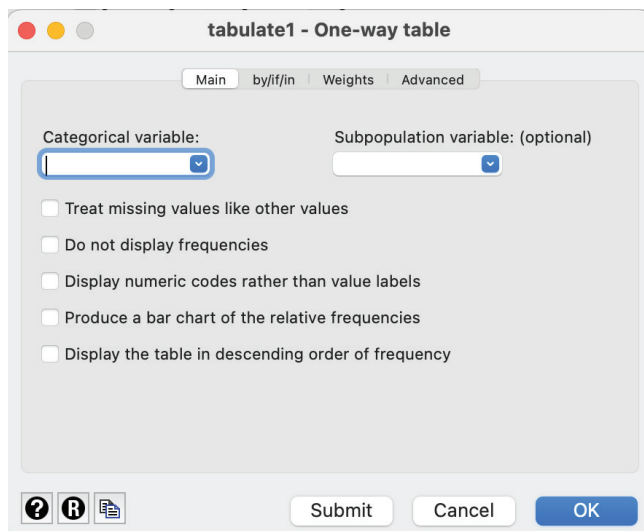 tabulate1 - One-way table
Main by/if/in Weights Advanced
Categorical variable: Subpopulation variable: (optional)
Treat missing values like other values
Do not display frequencies
Display numeric codes rather than value labels
Produce a bar chart of the relative frequencies
Display the table in descending order of frequency
? R Submit Cancel OK